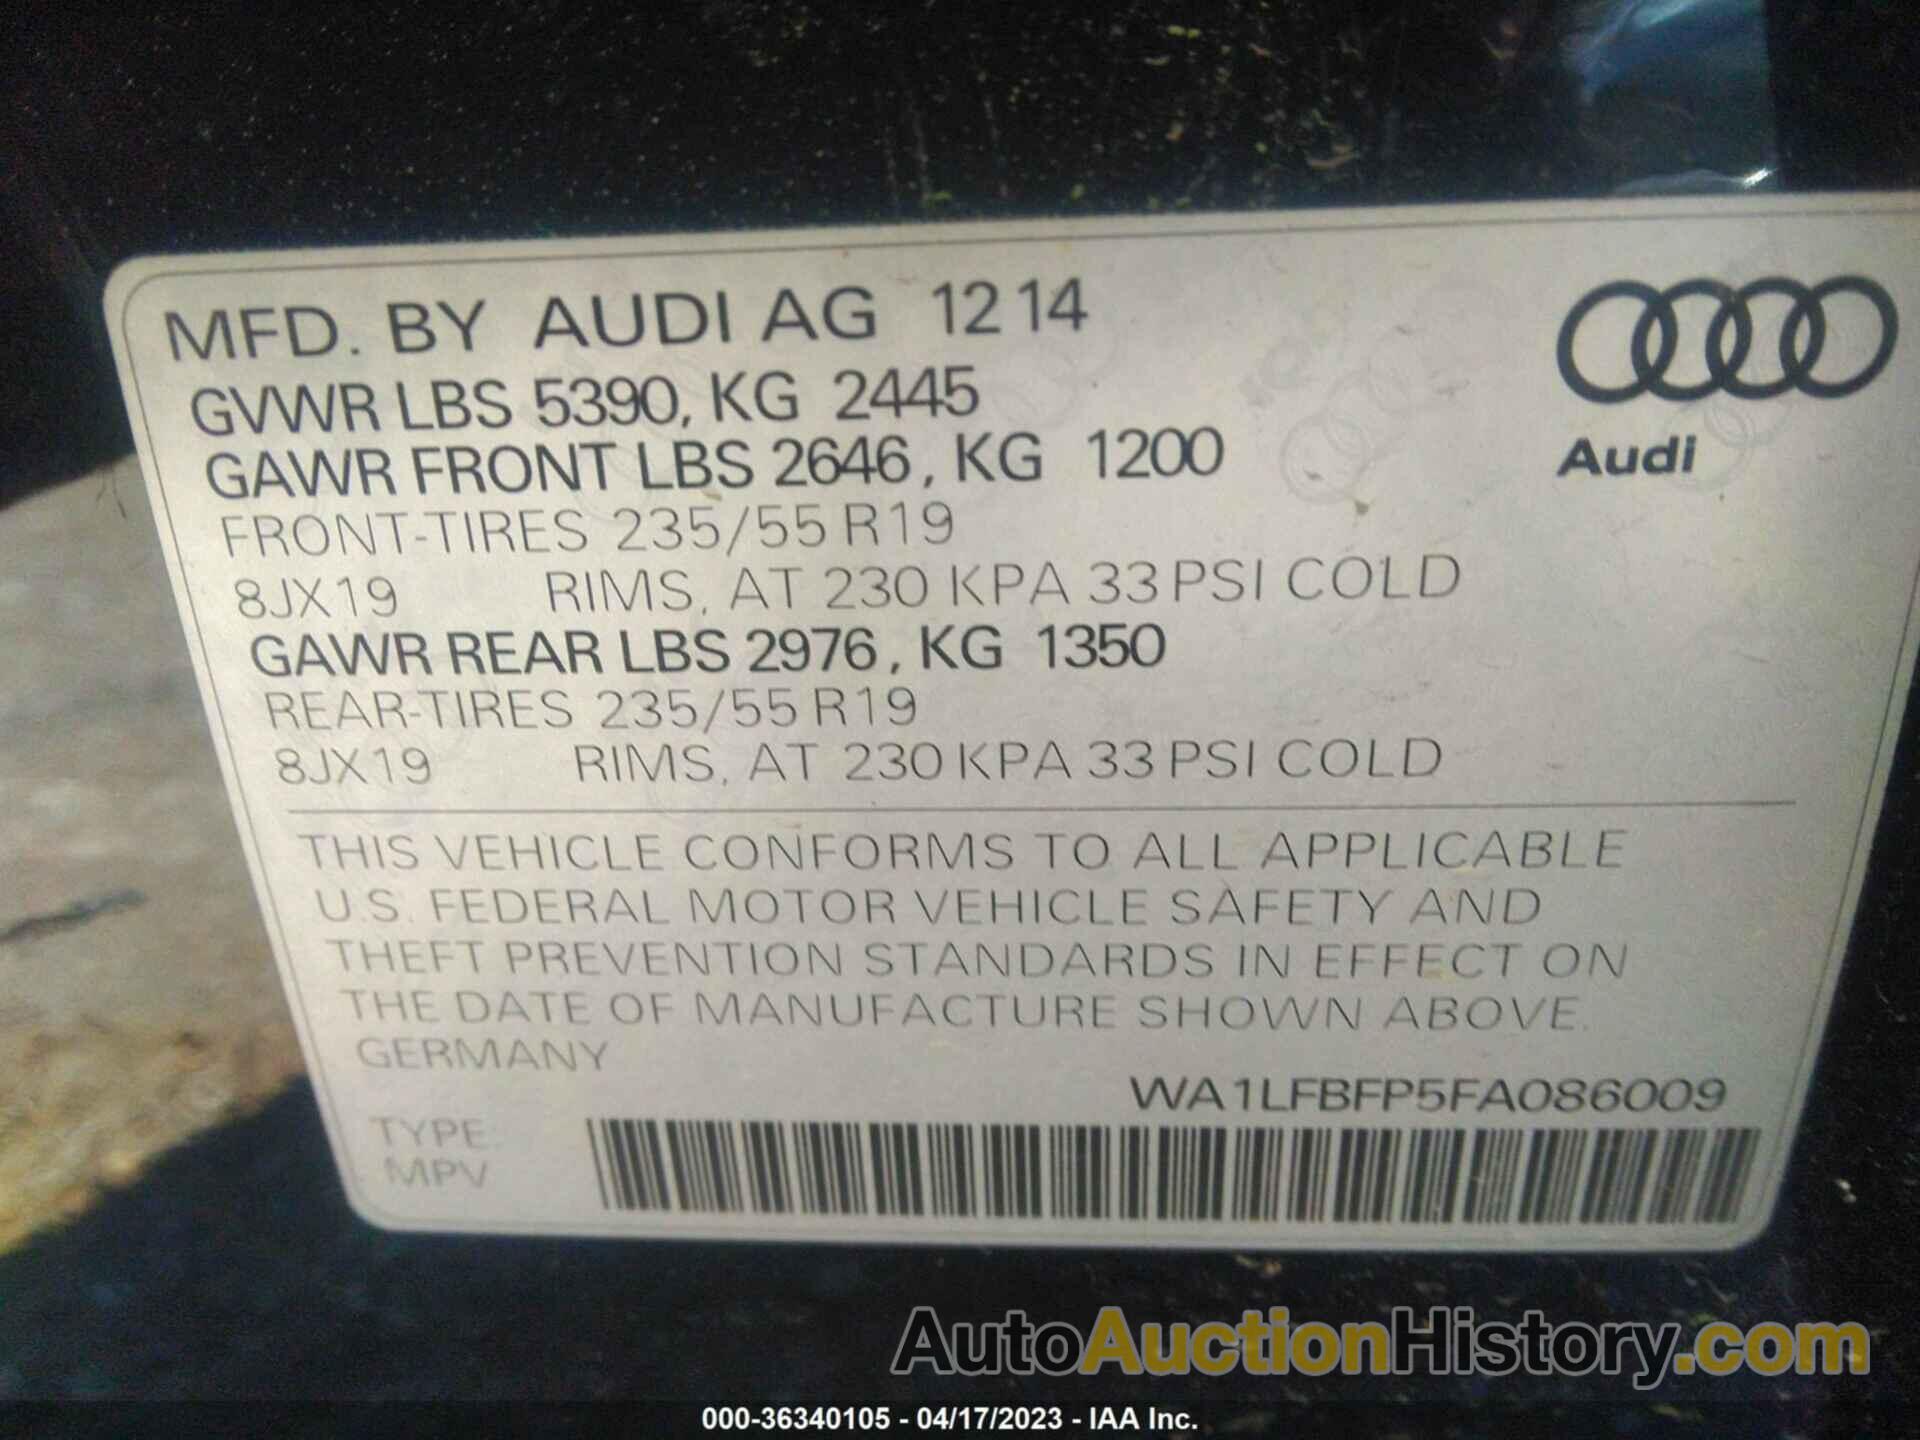 MFD. BY AUDI AG 12 14
GVWR LBS 5390, KG 2445
GAWR FRONT LBS 2646, KG 1200
FRONT-TIRES 235/55 R19
8JX19 RIMS, AT 230 KPA 33 PSI COLD
GAWR REAR LBS 2976, KG 1350
REAR-TIRES 235/55 R19
8JX19 RIMS, AT 230 KPA 33 PSI COLD
Audi
THIS VEHICLE CONFORMS TO ALL APPLICABLE
U.S. FEDERAL MOTOR VEHICLE SAFETY AND
THEFT PREVENTION STANDARDS IN EFFECT ON
THE DATE OF MANUFACTURE SHOWN ABOVE.
GERMANY
WA1LFBFP5FA086009
TYPE:
MPV
AutoAuctionHistory.com
000-36340105 - 04/17/2023 - IAA Inc.